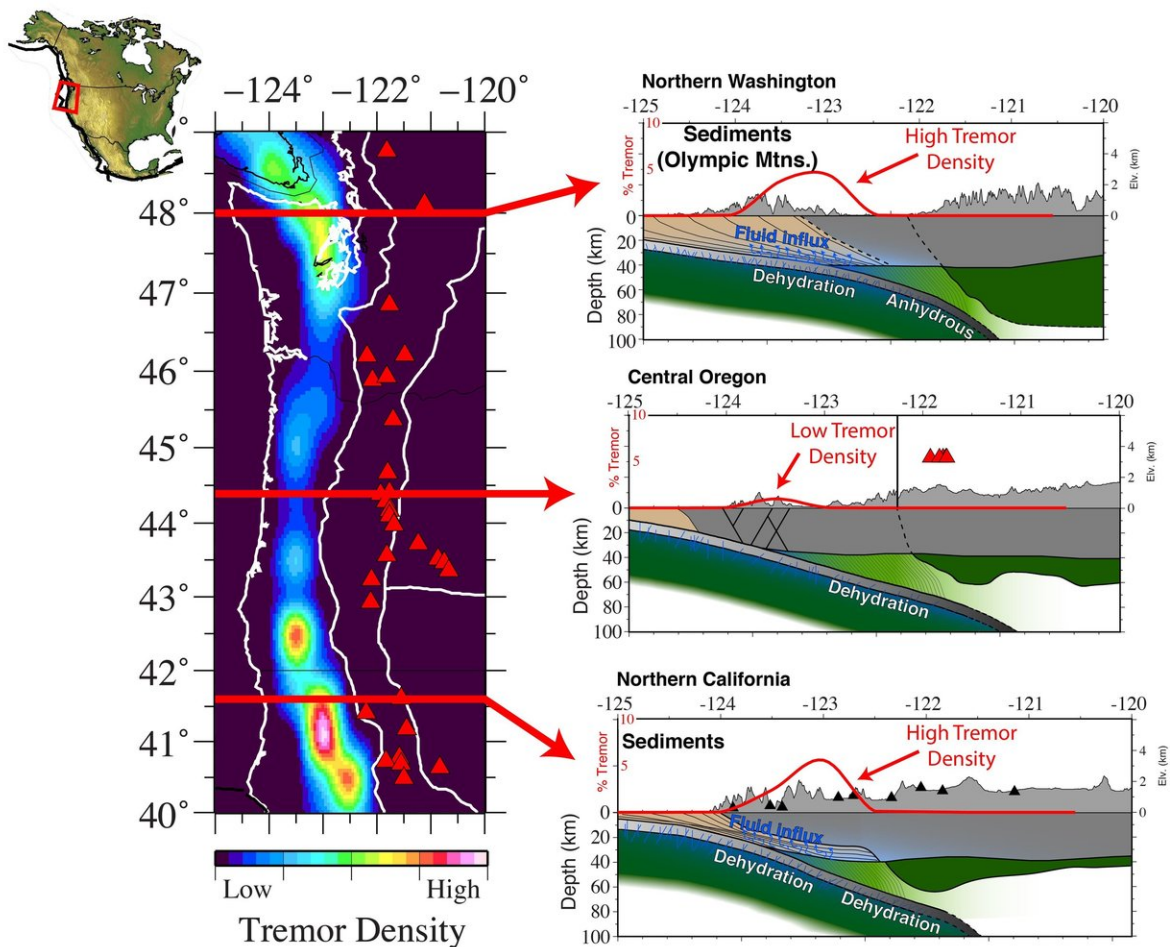 -124° -122° -120°
48°
47°
46°
45°
44°
43°
42°
41°
40°
Low High
Tremor Density
Northern Washington
-125 -124 -123 -122 -121 -120
10
5
0
% Tremor
Sediments
(Olympic Mtns.)
High Tremor
Density
4
2
0
Elv. (km)
Fluid influx
Dehydration
Anhydrous
20
40
60
80
100
Depth (km)
Central Oregon
-125 -124 -123 -122 -121 -120
10
5
0
% Tremor
Low Tremor
Density
4
2
0
Elv. (km)
Dehydration
20
40
60
80
100
Depth (km)
Northern California
-125 -124 -123 -122 -121 -120
10
5
0
% Tremor
Sediments
High Tremor
Density
4
2
0
Elv. (km)
Fluid influx
Dehydration
Dehydration
20
40
60
80
100
Depth (km)